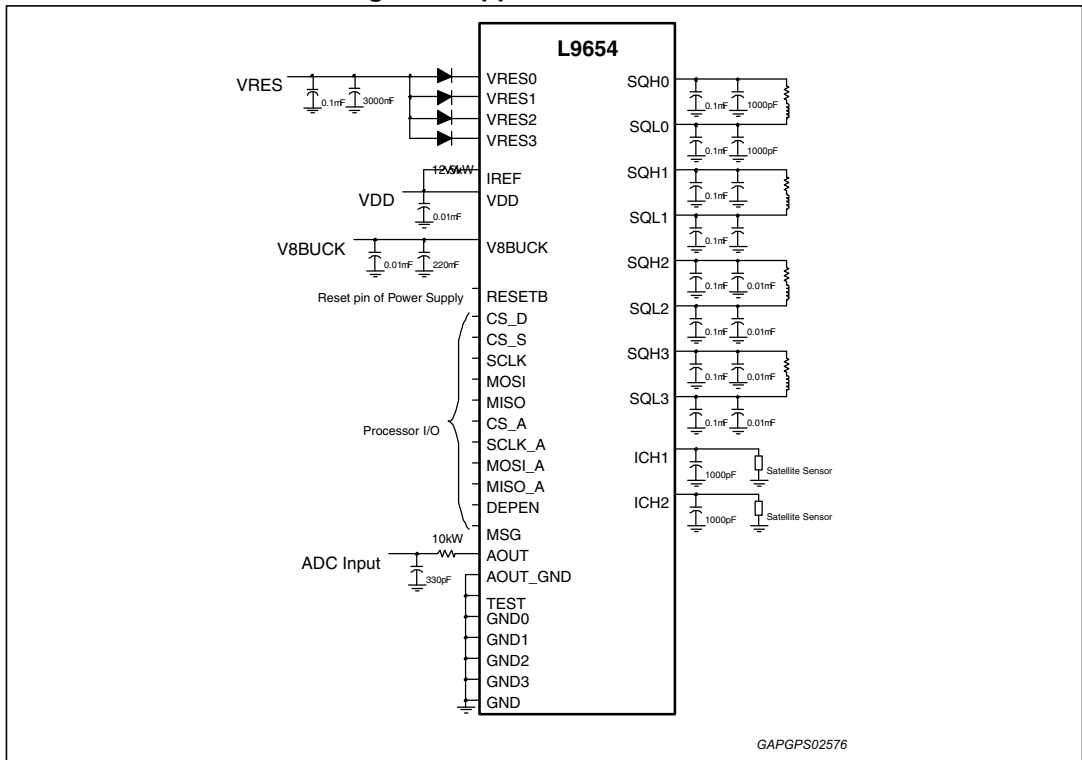 L9654
VRES
0.1mF
3000mF
VRES0
VRES1
VRES2
VRES3
IREF
VDD
VDD
0.01mF
V8BUCK
0.01mF
220mF
V8BUCK
Reset pin of Power Supply
RESETB
CS_D
CS_S
SCLK
MOSI
MISO
CS_A
SCLK_A
MOSI_A
MISO_A
DEPEN
MSG
Processor I/O
10kW
ADC Input
330pF
AOUT
AOUT_GND
TEST
GND0
GND1
GND2
GND3
GND
SQH0
0.1mF
1000pF
SQL0
0.1mF
1000pF
SQH1
0.1mF
SQL1
0.1mF
SQH2
0.1mF
0.01mF
SQL2
0.1mF
0.01mF
SQH3
0.1mF
0.01mF
SQL3
0.1mF
0.01mF
ICH1
1000pF
Satellite Sensor
ICH2
1000pF
Satellite Sensor
GAPGPS02576